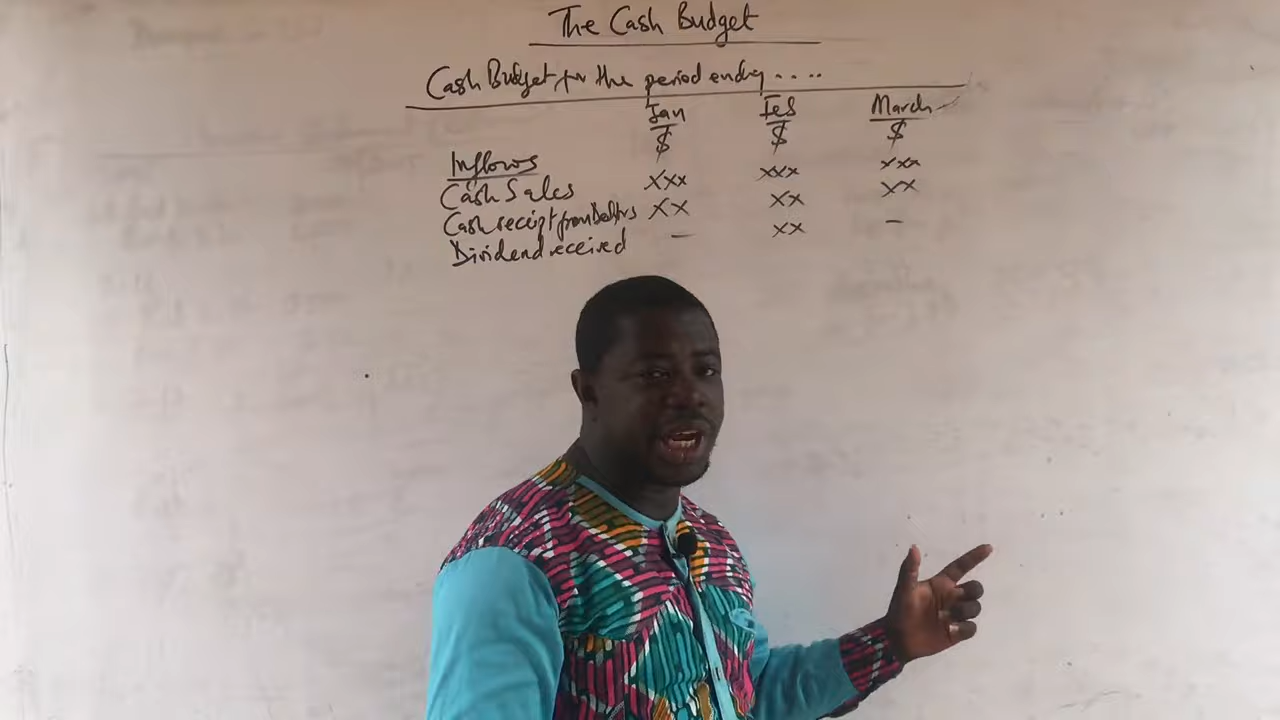 The Cash Budget
Cash Budget for the period ending ....
Jan Feb March
$ $ $
Inflows
Cash Sales xxx xxx xxx
Cash receipt from Debtors xx xx xx
Dividend received - xx -